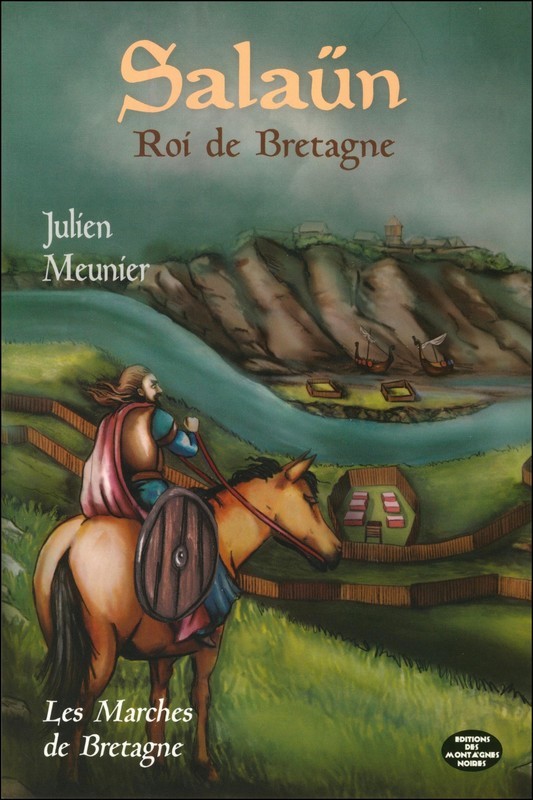 Salaün
Roi de Bretagne
Julien
Meunier
Les Marches
de Bretagne
EDITIONS
DES
MONTAGNES
NOIRES